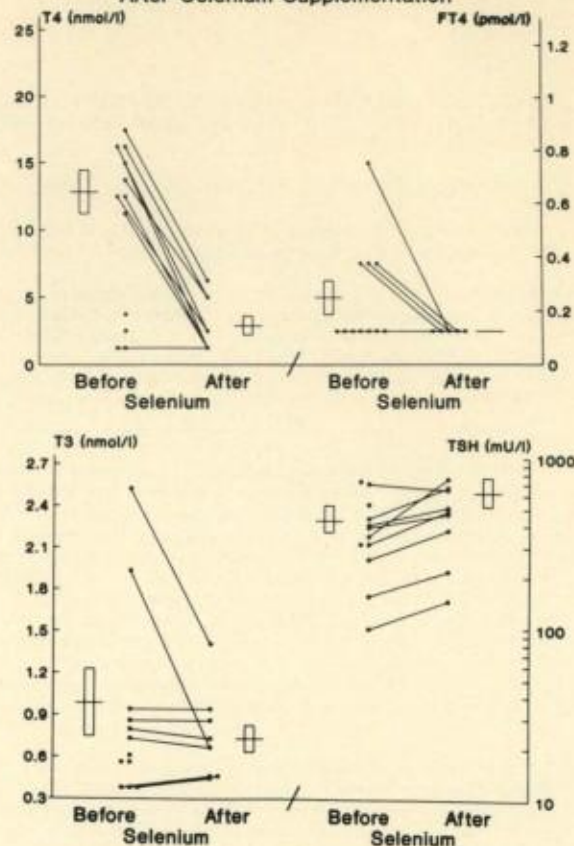 After Selenium Supplementation
T4 (nmol/l)
FT4 (pmol/l)
25
20
15
10
5
0
1.2
1
0.8
0.6
0.4
0.2
0
Before
After
Before
After
Selenium
Selenium
T3 (nmol/l)
TSH (mU/l)
2.7
2.4
2.1
1.8
1.5
1.2
0.9
0.6
0.3
1000
100
10
Before
After
Before
After
Selenium
Selenium